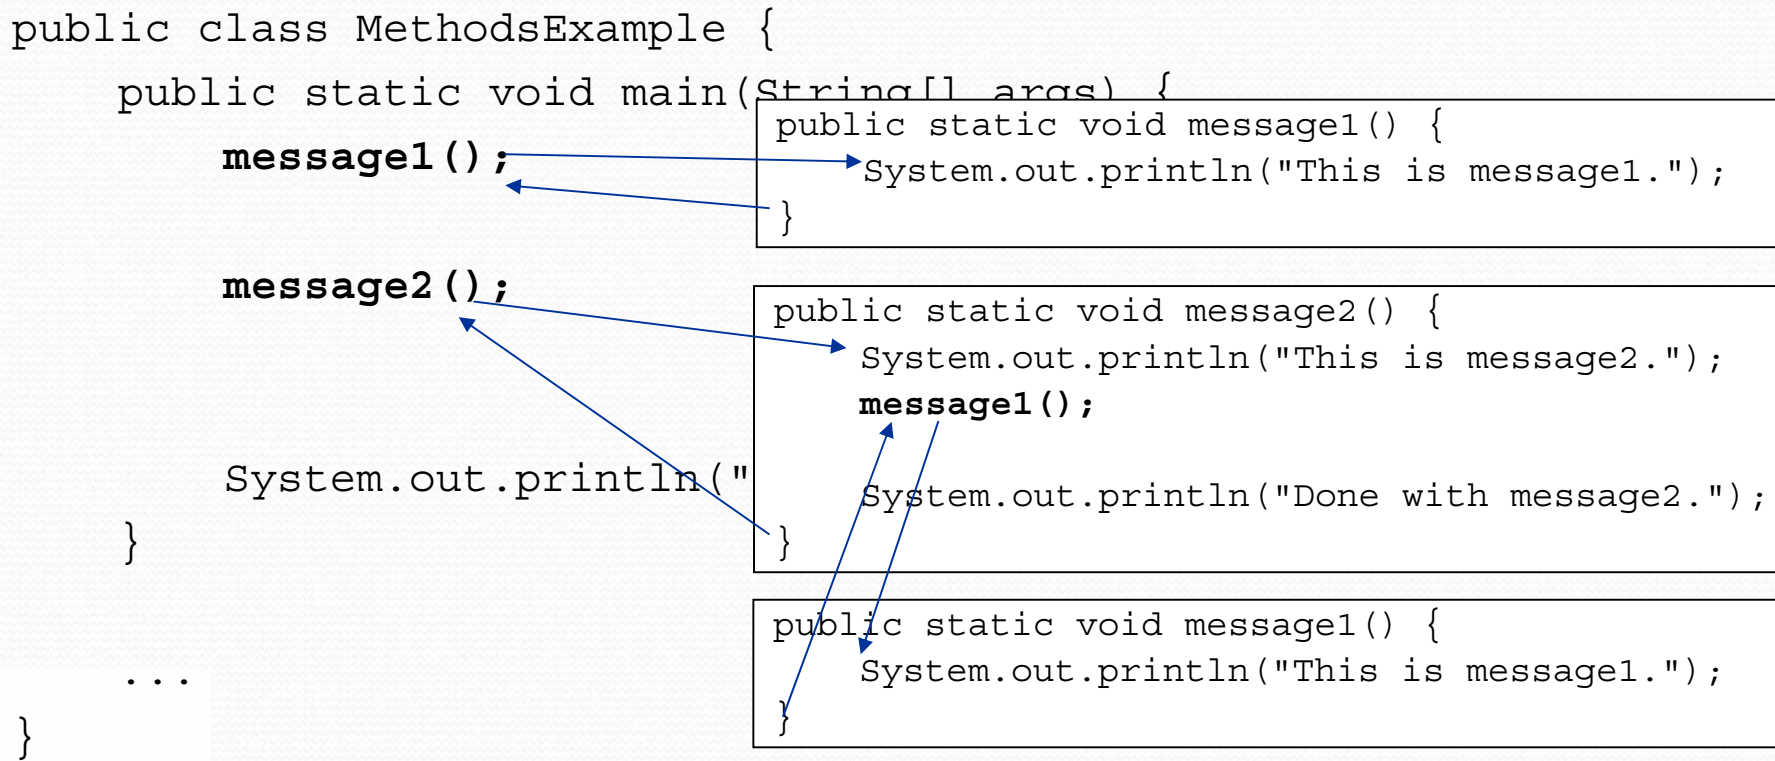 public class MethodsExample {
public static void main(String[] args) {
message1();
message2();
System.out.println("
}
...
}
public static void message1() {
System.out.println("This is message1.");
}
public static void message2() {
System.out.println("This is message2.");
message1();
System.out.println("Done with message2.");
}
public static void message1() {
System.out.println("This is message1.");
}